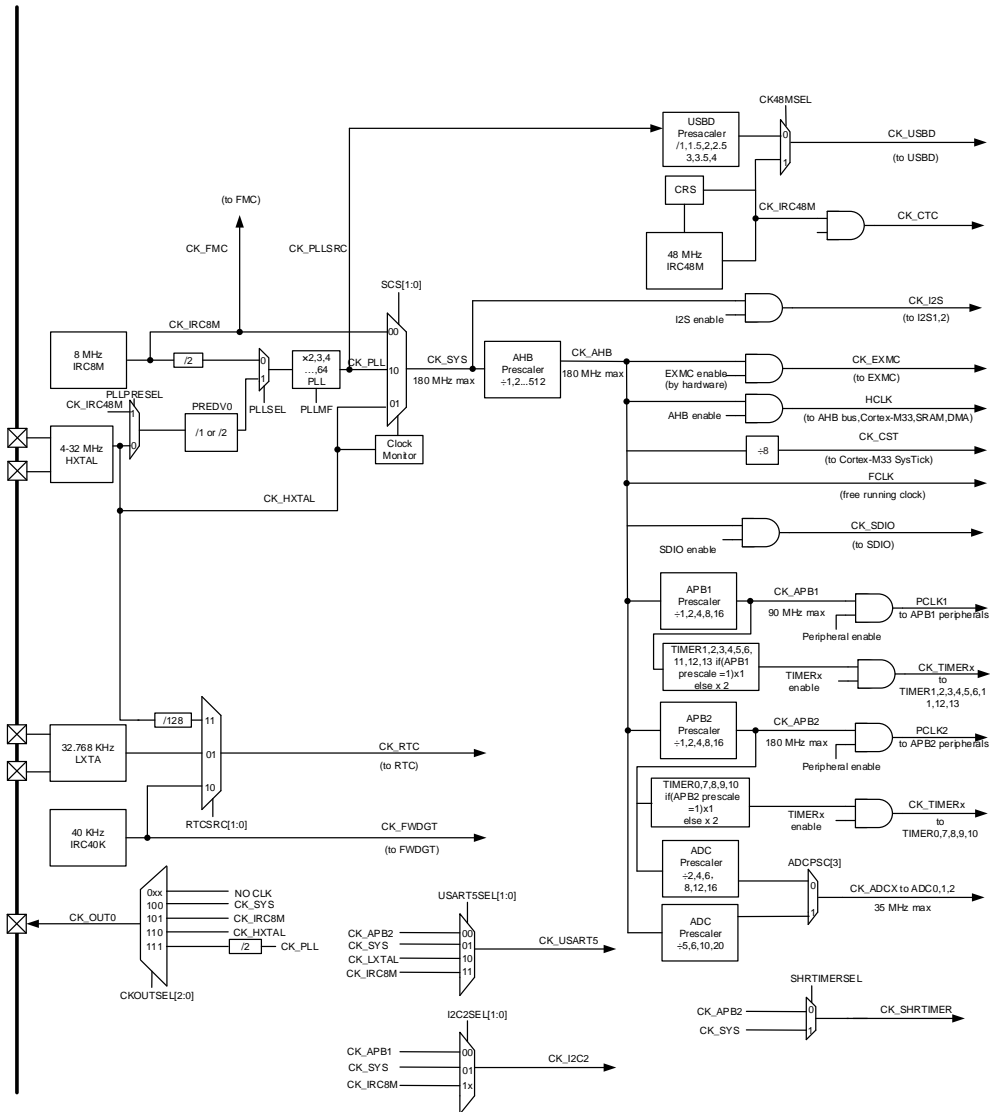 CK48MSEL
USBD
Presacaler
/1,1.5,2,2.5
3,3.5,4
0
1
CK_USBD
(to USBD)
CRS
CK_IRC48M
CK_CTC
48 MHz
IRC48M
(to FMC)
CK_FMC
CK_PLLSRC
SCS[1:0]
CK_I2S
I2S enable
(to I2S1,2)
CK_IRC8M
00
8 MHz
IRC8M
/2
0
1
×2,3,4
…,64
PLL
CK_PLL
10
CK_SYS
180 MHz max
AHB
Prescaler
÷1,2...512
CK_AHB
180 MHz max
EXMC enable
(by hardware)
CK_EXMC
(to EXMC)
PLLPRESEL
CK_IRC48M
1
0
PREDV0
/1 or /2
PLLSEL
PLLMF
01
Clock
Monitor
HCLK
AHB enable
(to AHB bus,Cortex-M33,SRAM,DMA)
4-32 MHz
HXTAL
÷8
CK_CST
(to Cortex-M33 SysTick)
CK_HXTAL
FCLK
(free running clock)
CK_SDIO
SDIO enable
(to SDIO)
APB1
Prescaler
÷1,2,4,8,16
CK_APB1
90 MHz max
Peripheral enable
PCLK1
to APB1 peripherals
TIMER1,2,3,4,5,6,
11,12,13 if(APB1
prescale =1)x1
else x 2
TIMERx
enable
CK_TIMERx
to
TIMER1,2,3,4,5,6,1
1,12,13
/128
11
01
10
32.768 KHz
LXTA
CK_RTC
(to RTC)
RTCSRC[1:0]
APB2
Prescaler
÷1,2,4,8,16
CK_APB2
180 MHz max
Peripheral enable
PCLK2
to APB2 peripherals
40 KHz
IRC40K
CK_FWDGT
(to FWDGT)
TIMER0,7,8,9,10
if(APB2 prescale
=1)x1
else x 2
TIMERx
enable
CK_TIMERx
to
TIMER0,7,8,9,10
ADC
Prescaler
÷2,4,6,
8,12,16
ADCPSC[3]
0
1
CK_ADCX to ADC0,1,2
35 MHz max
ADC
Prescaler
÷5,6,10,20
CK_OUT0
0xx
100
101
110
111
NO CLK
CK_SYS
CK_IRC8M
CK_HXTAL
/2
CK_PLL
CKOUTSEL[2:0]
USART5SEL[1:0]
CK_APB2
CK_SYS
CK_LXTAL
CK_IRC8M
00
01
10
11
CK_USART5
SHRTIMERSEL
CK_APB2
CK_SYS
0
1
CK_SHRTIMER
I2C2SEL[1:0]
CK_APB1
CK_SYS
CK_IRC8M
00
01
1x
CK_I2C2